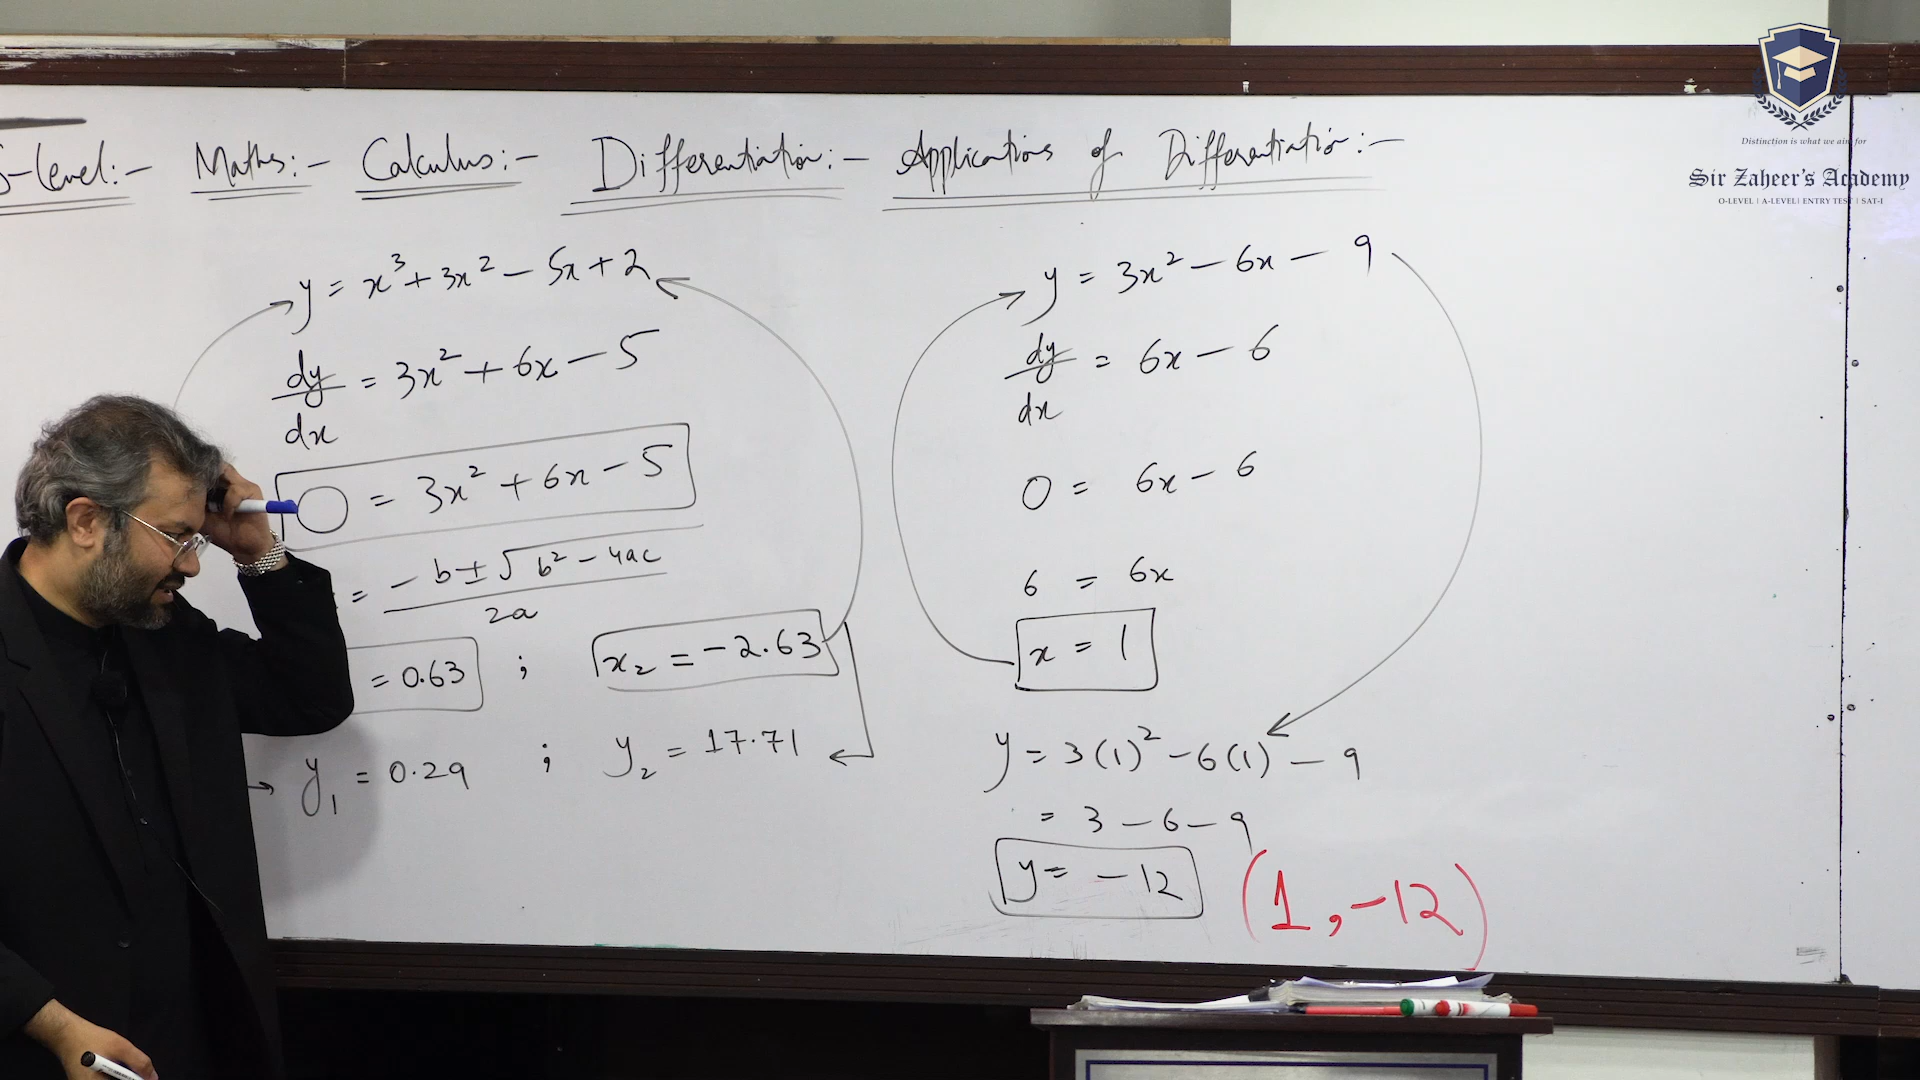 -level:- Maths:- Calculus:- Differentiation:- Applications of Differentiation:-
y = x³ + 3x² - 5x + 2
dy/dx = 3x² + 6x - 5
0 = 3x² + 6x - 5
= -b ± √b² - 4ac / 2a
= 0.63 ; x₂ = -2.63
y₁ = 0.29 ; y₂ = 17.71
y = 3x² - 6x - 9
dy/dx = 6x - 6
0 = 6x - 6
6 = 6x
x = 1
y = 3(1)² - 6(1) - 9
= 3 - 6 - 9
y = -12
(1, -12)
Distinction is what we aim for
Sir Zaheer's Academy
O-LEVEL | A-LEVEL | ENTRY TEST | SAT-I